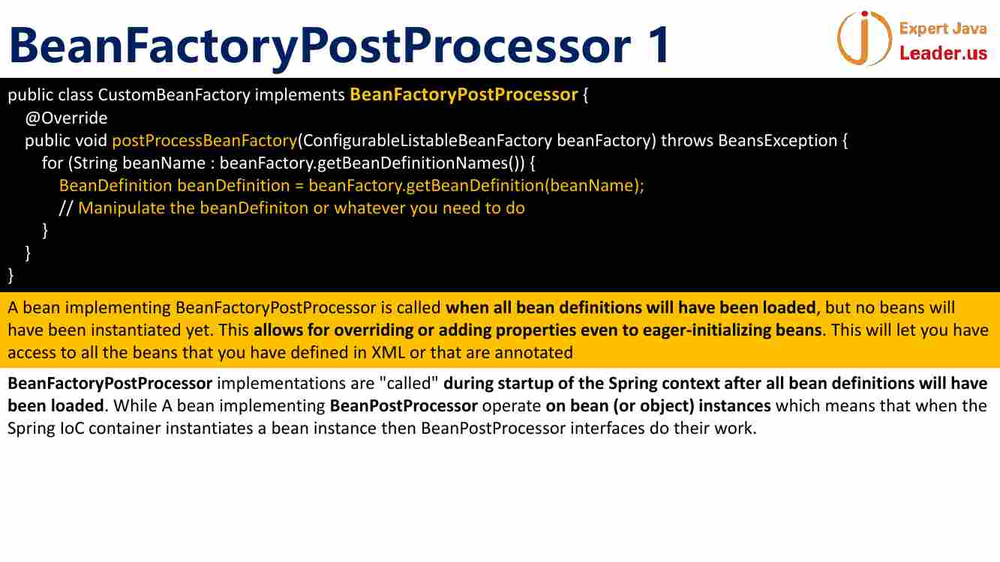 BeanFactoryPostProcessor 1
Expert Java
Leader.us
public class CustomBeanFactory implements BeanFactoryPostProcessor {
@Override
public void postProcessBeanFactory(ConfigurableListableBeanFactory beanFactory) throws BeansException {
for (String beanName : beanFactory.getBeanDefinitionNames()) {
BeanDefinition beanDefinition = beanFactory.getBeanDefinition(beanName);
// Manipulate the beanDefiniton or whatever you need to do
}
}
}
A bean implementing BeanFactoryPostProcessor is called when all bean definitions will have been loaded, but no beans will
have been instantiated yet. This allows for overriding or adding properties even to eager-initializing beans. This will let you have
access to all the beans that you have defined in XML or that are annotated
BeanFactoryPostProcessor implementations are "called" during startup of the Spring context after all bean definitions will have
been loaded. While A bean implementing BeanPostProcessor operate on bean (or object) instances which means that when the
Spring IoC container instantiates a bean instance then BeanPostProcessor interfaces do their work.